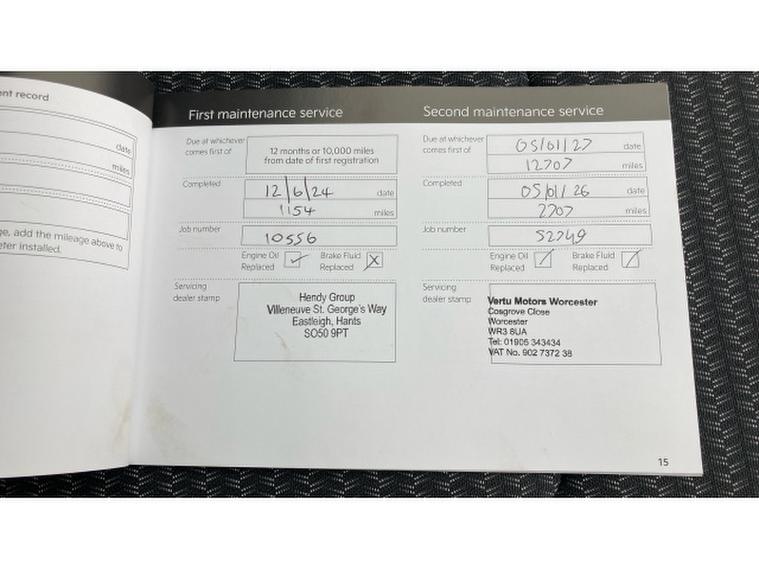 ent record
date
miles
ge, add the mileage above to
eter installed.
First maintenance service
Due at whichever
comes first of
12 months or 10,000 miles
from date of first registration
Completed
12/6/24 date
1154 miles
Job number
10556
Engine Oil
Replaced
Brake Fluid
Replaced
Servicing
dealer stamp
Hendy Group
Villeneuve St. George's Way
Eastleigh, Hants
SO50 9PT
Second maintenance service
Due at whichever
comes first of
05/01/27 date
12707 miles
Completed
05/01/26 date
2707 miles
Job number
52749
Engine Oil
Replaced
Brake Fluid
Replaced
Servicing
dealer stamp
Vertu Motors Worcester
Cosgrove Close
Worcester
WR3 8UA
Tel: 01905 343434
VAT No. 902 7372 38
15